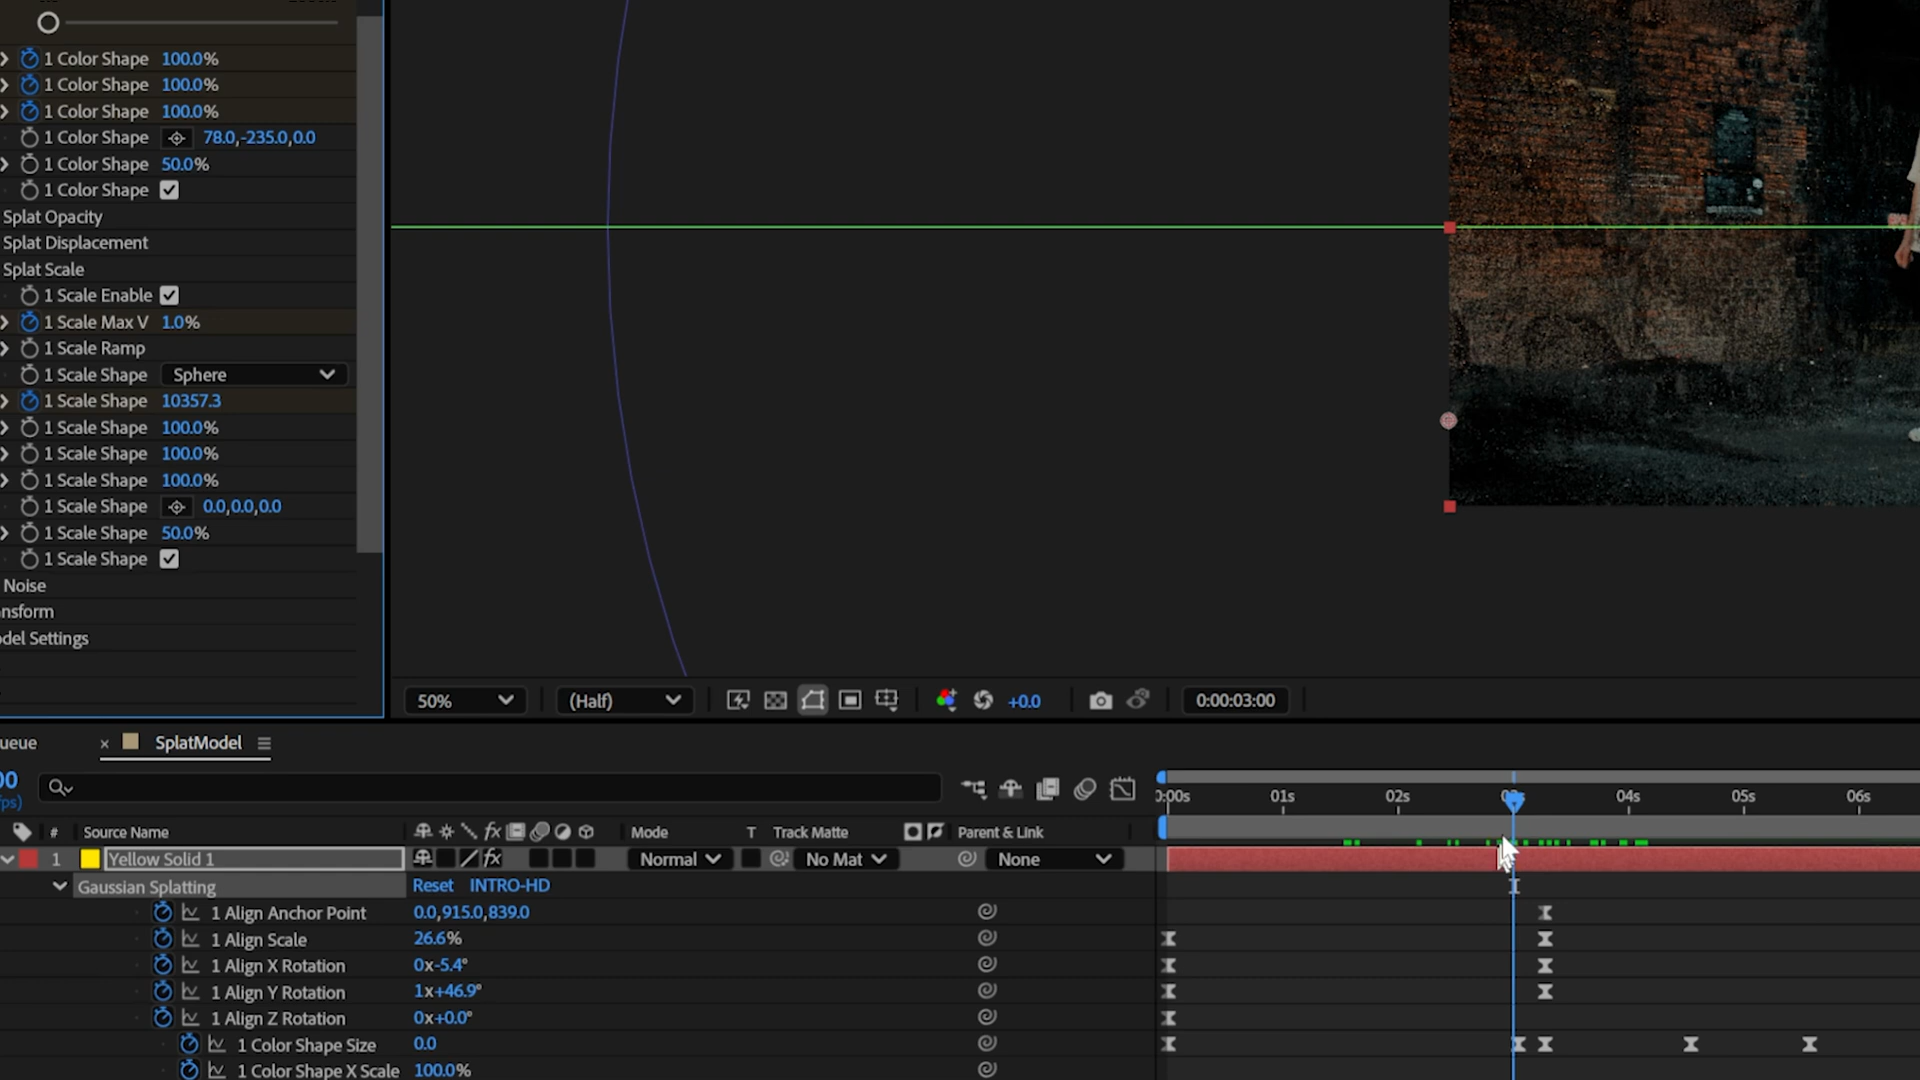 1 Color Shape 100.0%
1 Color Shape 100.0%
1 Color Shape 100.0%
1 Color Shape 78.0,-235.0,0.0
1 Color Shape 50.0%
1 Color Shape
Splat Opacity
Splat Displacement
Splat Scale
1 Scale Enable
1 Scale Max V 1.0%
1 Scale Ramp
1 Scale Shape Sphere
1 Scale Shape 10357.3
1 Scale Shape 100.0%
1 Scale Shape 100.0%
1 Scale Shape 100.0%
1 Scale Shape 0.0,0.0,0.0
1 Scale Shape 50.0%
1 Scale Shape
Noise
ansform
odel Settings
50% (Half) +0.0 0:00:03:00
ueue × SplatModel
00
fps)
0:00s 01s 02s 04s 05s 06s
# Source Name fx Mode T Track Matte Parent & Link
1 Yellow Solid 1 fx Normal No Mat None
Gaussian Splatting Reset INTRO-HD
1 Align Anchor Point 0.0,915.0,839.0
1 Align Scale 26.6%
1 Align X Rotation 0x-5.4°
1 Align Y Rotation 1x+46.9°
1 Align Z Rotation 0x+0.0°
1 Color Shape Size 0.0
1 Color Shape X Scale 100.0%